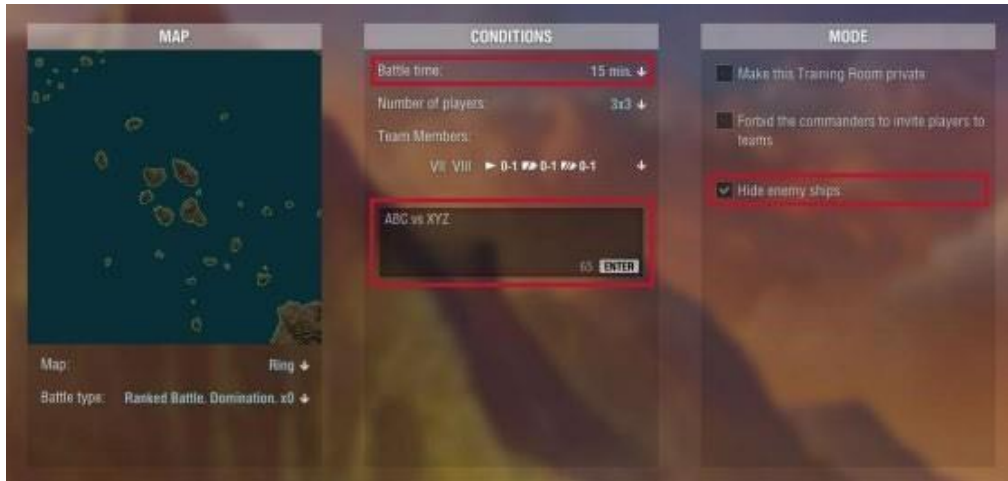 MAP
Map: Ring
Battle type: Ranked Battle. Domination. x0
CONDITIONS
Battle time: 15 min.
Number of players: 3x3
Team Members:
VII VIII 0-1 0-1 0-1
ABC vs XYZ
65 ENTER
MODE
Make this Training Room private
Forbid the commanders to invite players to
teams
Hide enemy ships